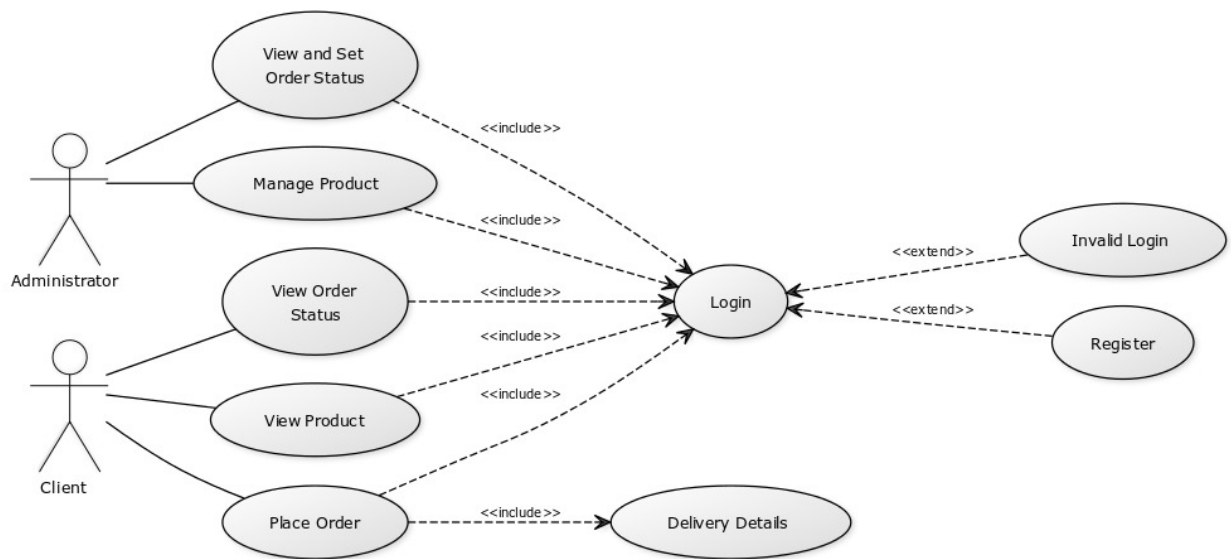 View and Set
Order Status
<<include>>
Manage Product
<<include>>
Administrator
View Order
Status
<<include>>
Login
<<extend>>
Invalid Login
<<extend>>
Register
<<include>>
View Product
<<include>>
Client
Place Order
<<include>>
Delivery Details